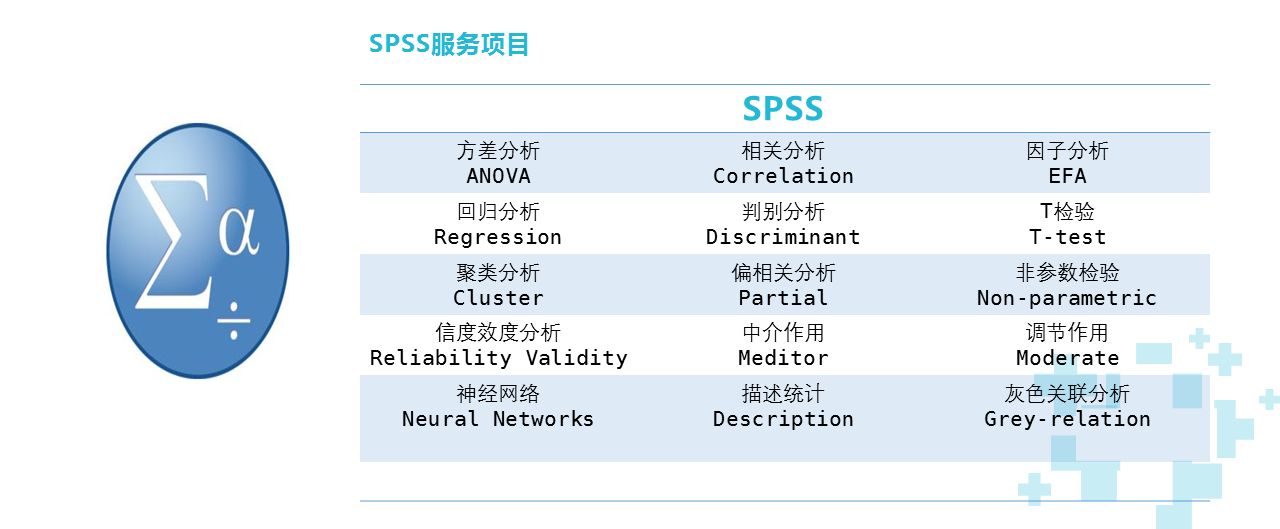 SPSS服务项目
SPSS
方差分析 相关分析 因子分析
ANOVA Correlation EFA
回归分析 判别分析 T检验
Regression Discriminant T-test
聚类分析 偏相关分析 非参数检验
Cluster Partial Non-parametric
信度效度分析 中介作用 调节作用
Reliability Validity Meditor Moderate
神经网络 描述统计 灰色关联分析
Neural Networks Description Grey-relation
Σα
÷